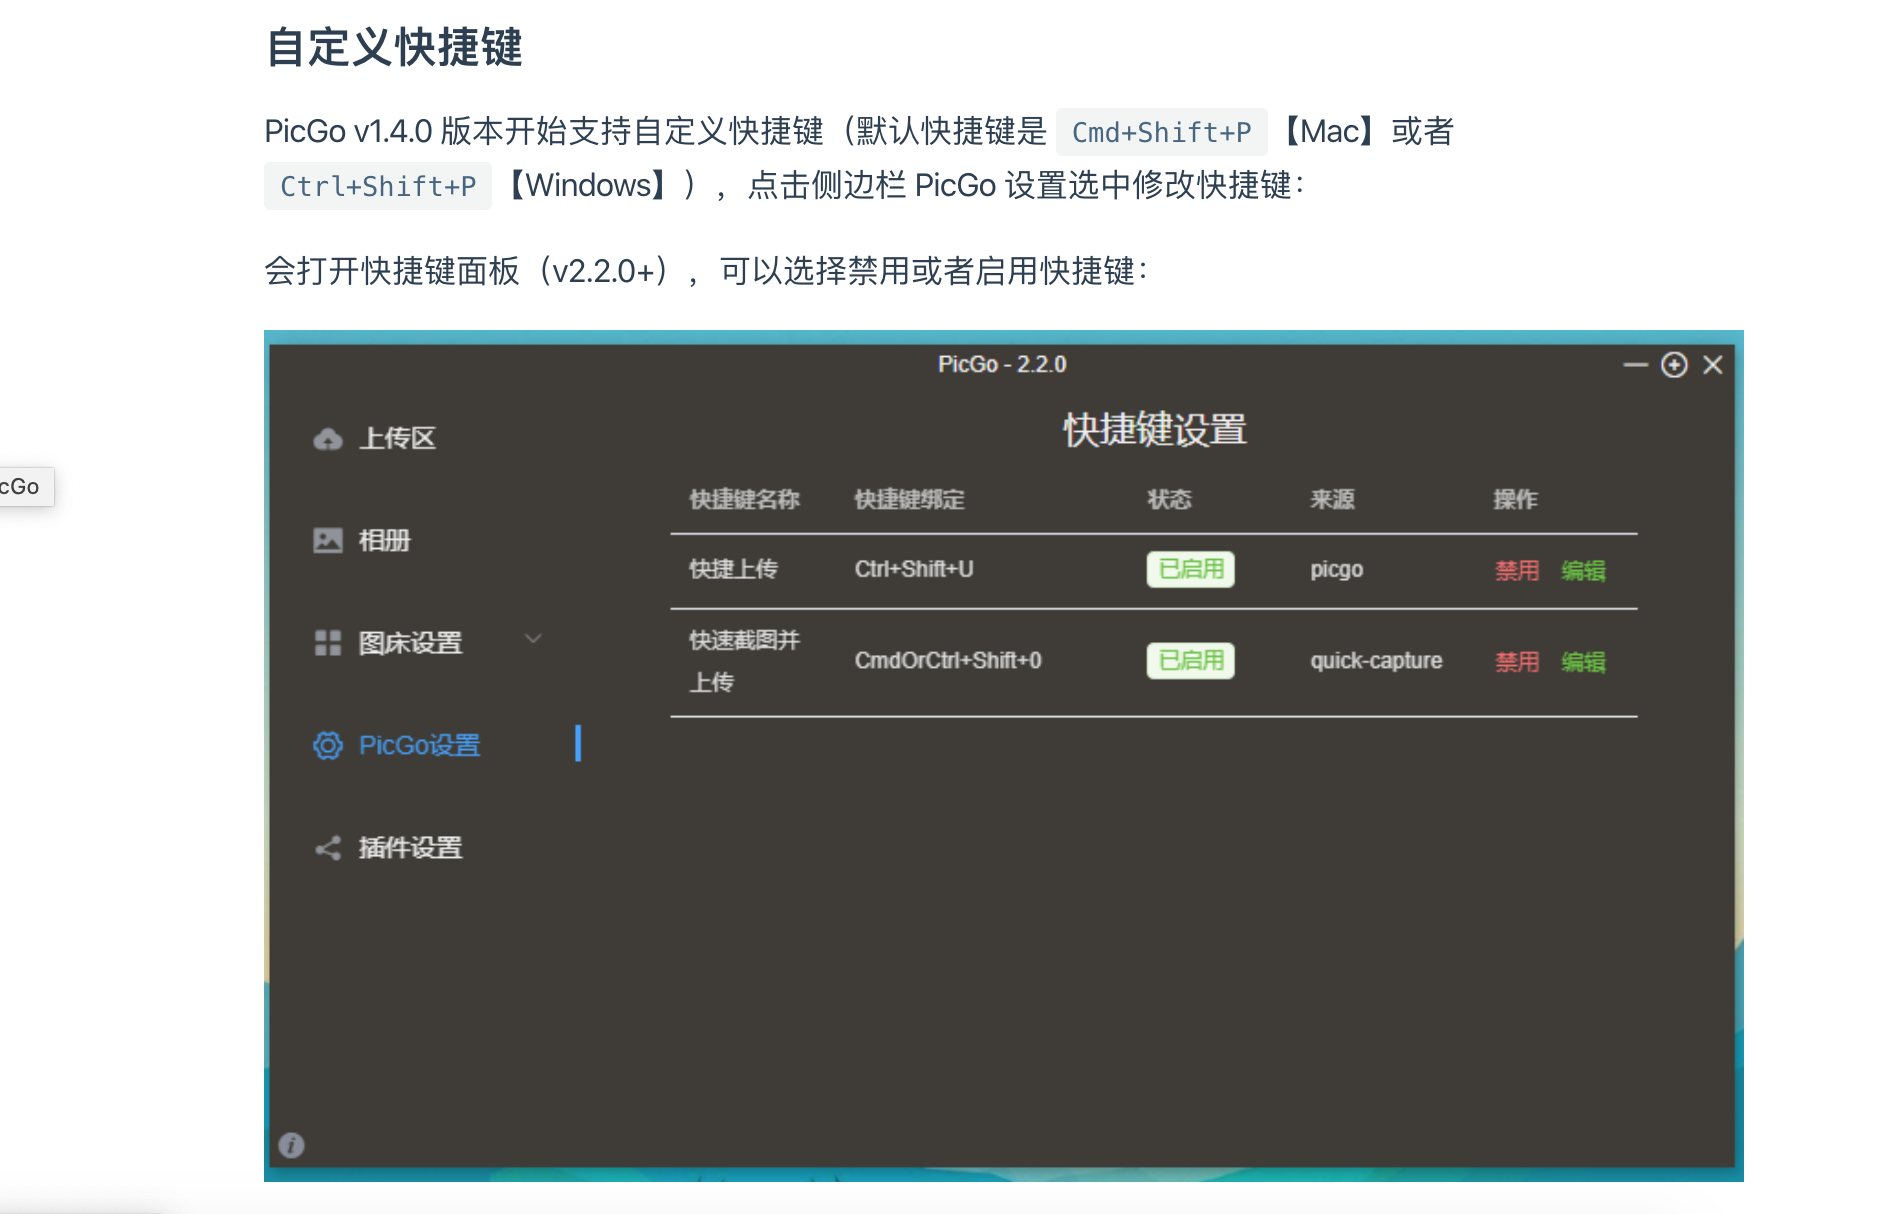 自定义快捷键
PicGo v1.4.0 版本开始支持自定义快捷键（默认快捷键是 Cmd+Shift+P 【Mac】或者
Ctrl+Shift+P 【Windows】），点击侧边栏 PicGo 设置选中修改快捷键：
会打开快捷键面板（v2.2.0+），可以选择禁用或者启用快捷键：
cGo
PicGo - 2.2.0
上传区
相册
图床设置
PicGo设置
插件设置
快捷键设置
快捷键名称 快捷键绑定 状态 来源 操作
快捷上传 Ctrl+Shift+U 已启用 picgo 禁用 编辑
快速截图并
上传 CmdOrCtrl+Shift+0 已启用 quick-capture 禁用 编辑